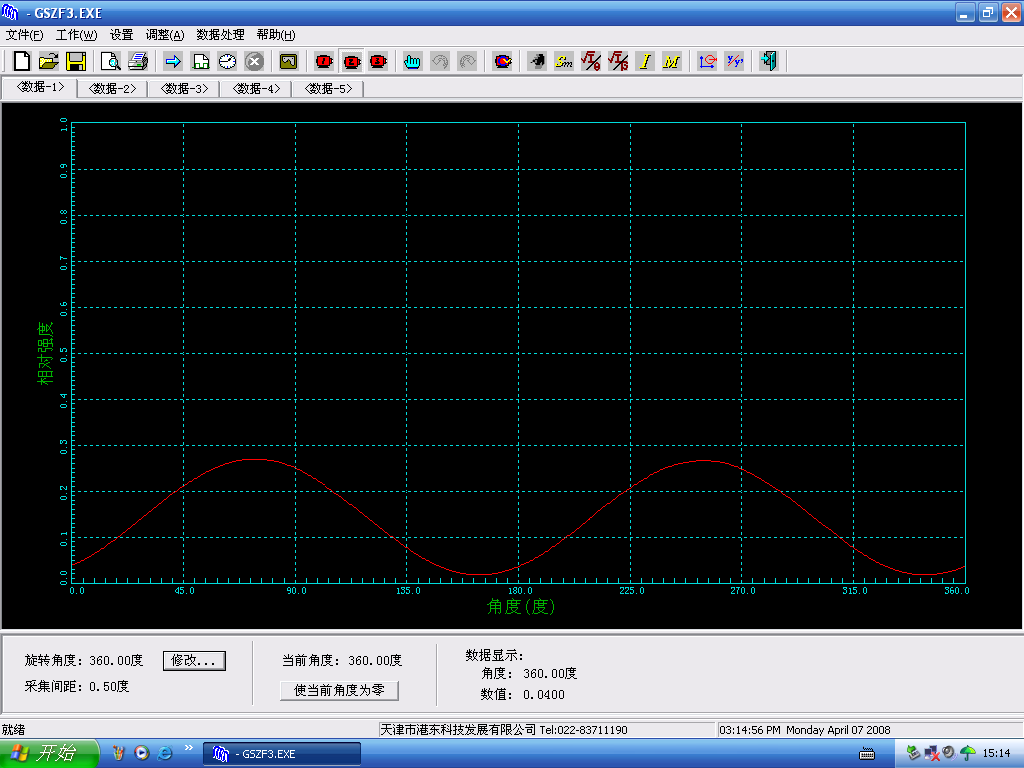 - GSZF3.EXE
文件(F) 工作(W) 设置 调整(A) 数据处理 帮助(H)
<数据-1> <数据-2> <数据-3> <数据-4> <数据-5>
1.0
0.9
0.8
0.7
0.6
0.5
0.4
0.3
0.2
0.1
0.0
相对强度
0.0 45.0 90.0 135.0 180.0 225.0 270.0 315.0 360.0
角度(度)
旋转角度: 360.00度 修改...
采集间距: 0.50度
当前角度: 360.00度
使当前角度为零
数据显示:
角度: 360.00度
数值: 0.0400
就绪 天津市港东科技发展有限公司 Tel:022-83711190 03:14:56 PM Monday April 07 2008
开始 - GSZF3.EXE 15:14